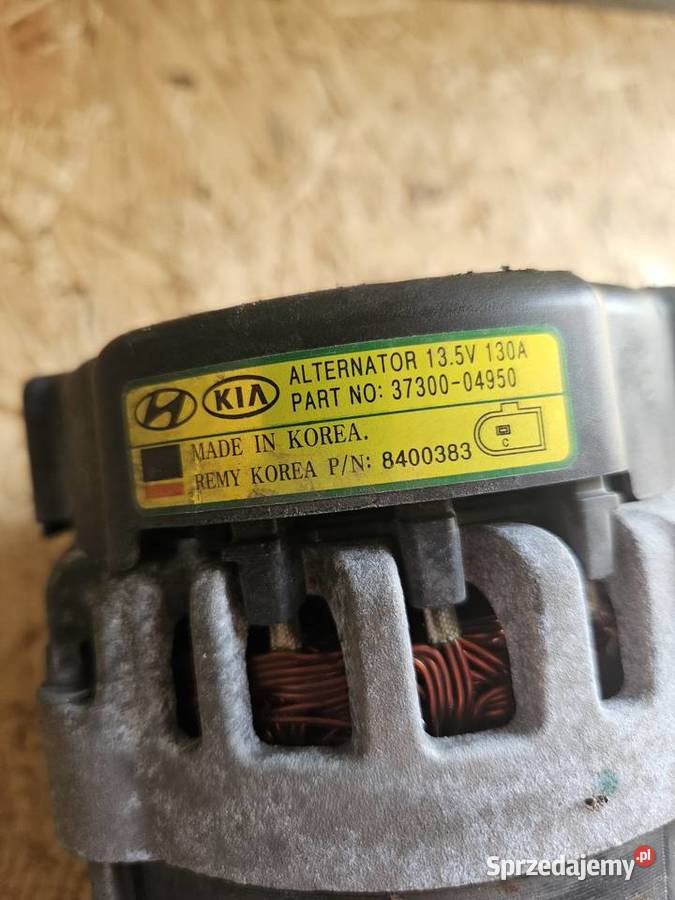 KIA
ALTERNATOR 13.5V 130A
PART NO: 37300-04950
MADE IN KOREA.
REMY KOREA P/N: 8400383
C
Sprzedajemy.pl